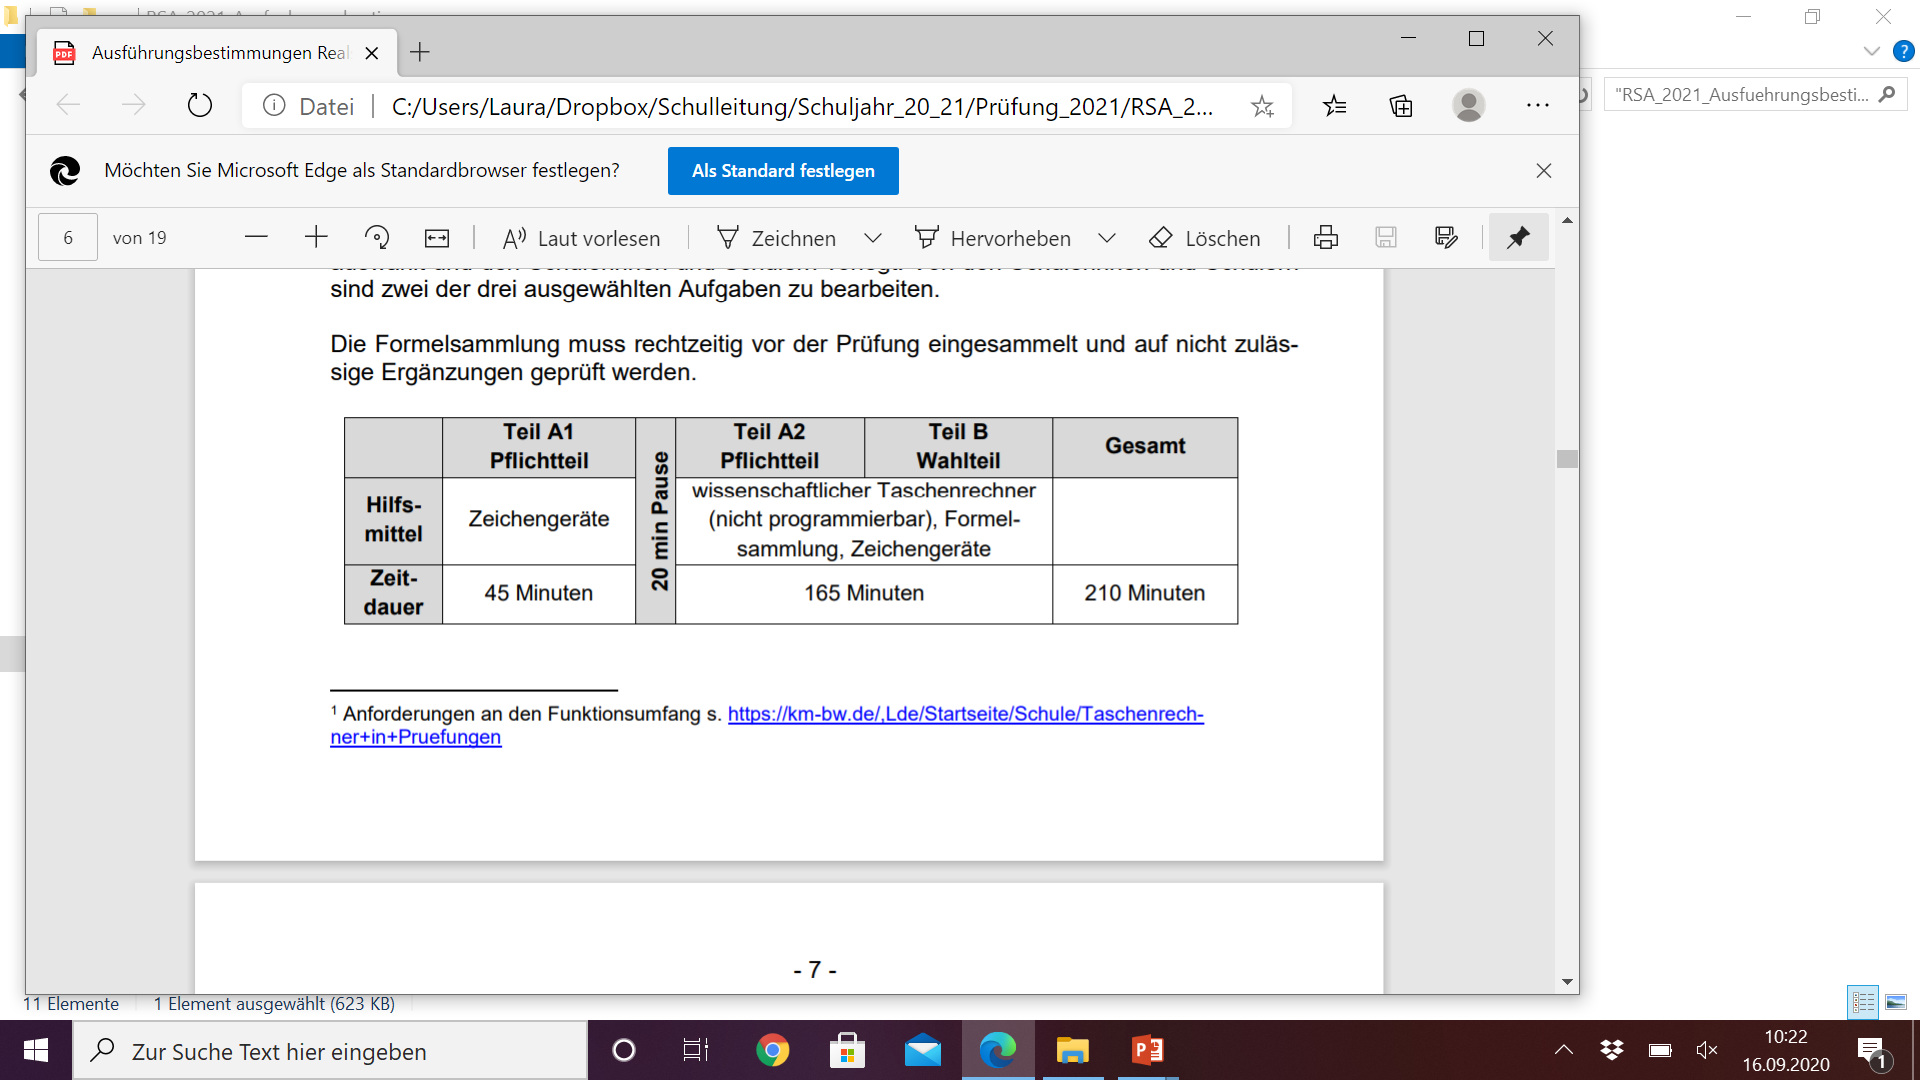 Ausführungsbestimmungen Real
Datei
C:/Users/Laura/Dropbox/Schulleitung/Schuljahr_20_21/Prüfung_2021/RSA_2...
"RSA_2021_Ausfuehrungsbesti...
Möchten Sie Microsoft Edge als Standardbrowser festlegen?
Als Standard festlegen
6 von 19
Laut vorlesen
Zeichnen
Hervorheben
Löschen
sind zwei der drei ausgewählten Aufgaben zu bearbeiten.
Die Formelsammlung muss rechtzeitig vor der Prüfung eingesammelt und auf nicht zuläs-
sige Ergänzungen geprüft werden.
Teil A1
Pflichtteil
20 min Pause
Teil A2
Pflichtteil
Teil B
Wahlteil
Gesamt
Hilfs-
mittel
Zeichengeräte
wissenschaftlicher Taschenrechner
(nicht programmierbar), Formel-
sammlung, Zeichengeräte
Zeit-
dauer
45 Minuten
165 Minuten
210 Minuten
1 Anforderungen an den Funktionsumfang s. https://km-bw.de/,Lde/Startseite/Schule/Taschenrech-
ner+in+Pruefungen
- 7 -
11 Elemente
1 Element ausgewählt (623 KB)
Zur Suche Text hier eingeben
10:22
16.09.2020
1